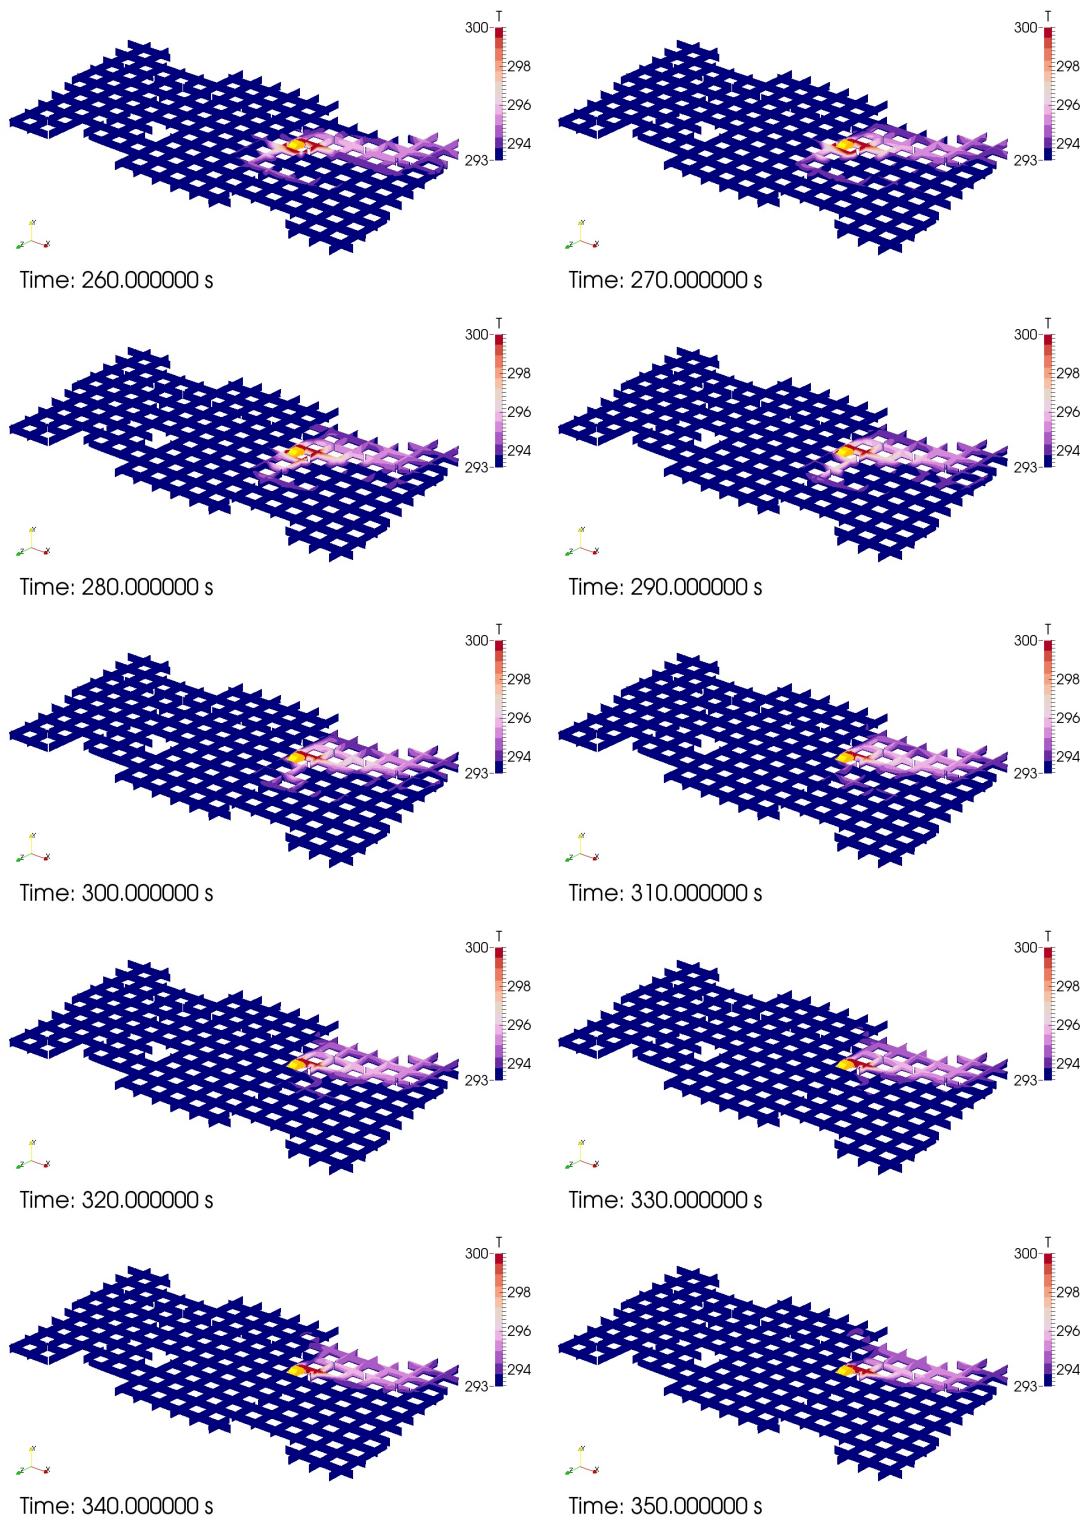 T
300
298
296
294
293
Y
Z
X
Time: 260.000000 s
T
300
298
296
294
293
Y
Z
X
Time: 270.000000 s
T
300
298
296
294
293
Y
Z
X
Time: 280.000000 s
T
300
298
296
294
293
Y
Z
X
Time: 290.000000 s
T
300
298
296
294
293
Y
Z
X
Time: 300.000000 s
T
300
298
296
294
293
Y
Z
X
Time: 310.000000 s
T
300
298
296
294
293
Y
Z
X
Time: 320.000000 s
T
300
298
296
294
293
Y
Z
X
Time: 330.000000 s
T
300
298
296
294
293
Y
Z
X
Time: 340.000000 s
T
300
298
296
294
293
Y
Z
X
Time: 350.000000 s